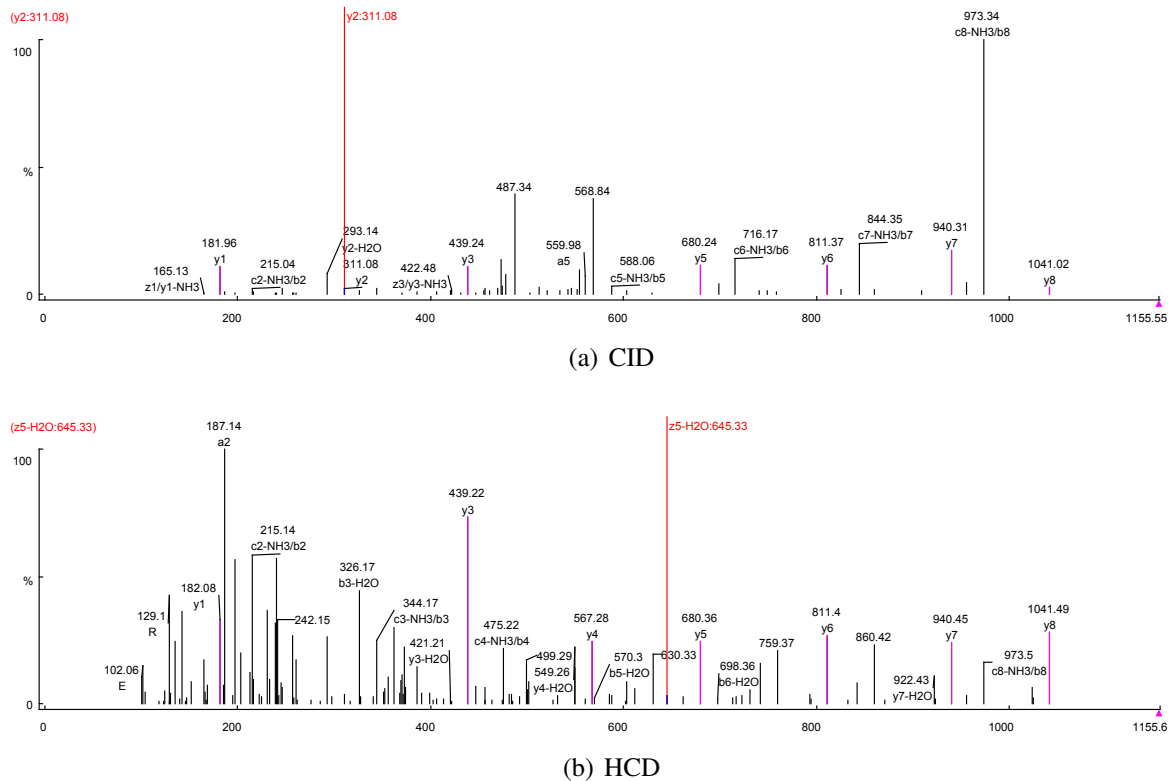 (y2:311.08)
y2:311.08
973.34
c8-NH3/b8
100
%
0
487.34
568.84
293.14
y2-H2O
311.08
y2
181.96
y1
165.13
z1/y1-NH3
215.04
c2-NH3/b2
439.24
y3
422.48
z3/y3-NH3
559.98
a5
588.06
c5-NH3/b5
680.24
y5
716.17
c6-NH3/b6
811.37
y6
844.35
c7-NH3/b7
940.31
y7
1041.02
y8
0 200 400 600 800 1000 1155.55
(a) CID
(z5-H2O:645.33)
z5-H2O:645.33
187.14
a2
100
%
0
439.22
y3
215.14
c2-NH3/b2
182.08
y1
129.1
R
102.06
E
242.15
326.17
b3-H2O
344.17
c3-NH3/b3
421.21
y3-H2O
475.22
c4-NH3/b4
499.29
549.26
y4-H2O
567.28
y4
570.3
b5-H2O
630.33
680.36
y5
698.36
b6-H2O
759.37
811.4
y6
860.42
922.43
y7-H2O
940.45
y7
973.5
c8-NH3/b8
1041.49
y8
0 200 400 600 800 1000 1155.6
(b) HCD